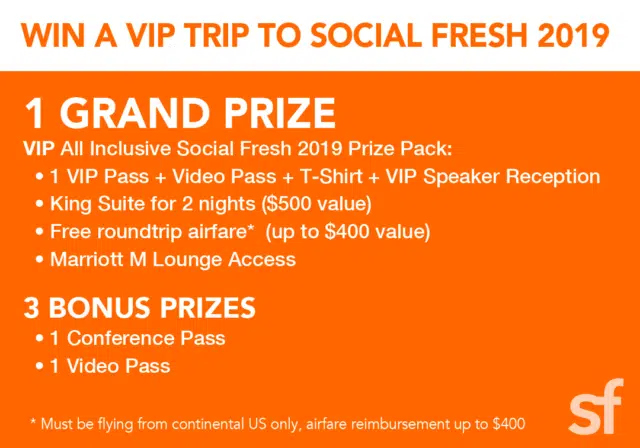 WIN A VIP TRIP TO SOCIAL FRESH 2019
1 GRAND PRIZE
VIP All Inclusive Social Fresh 2019 Prize Pack:
• 1 VIP Pass + Video Pass + T-Shirt + VIP Speaker Reception
• King Suite for 2 nights ($500 value)
• Free roundtrip airfare* (up to $400 value)
• Marriott M Lounge Access
3 BONUS PRIZES
• 1 Conference Pass
• 1 Video Pass
* Must be flying from continental US only, airfare reimbursement up to $400
sf